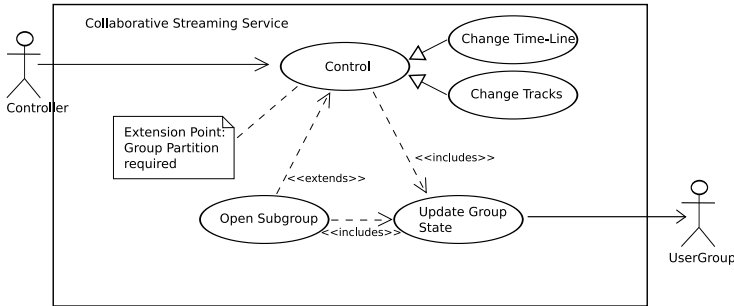 Collaborative Streaming Service
Change Time-Line
Control
Change Tracks
Controller
Extension Point:
Group Partition
required
<<includes>>
<<extends>>
Open Subgroup
Update Group
State
<<includes>>
UserGroup